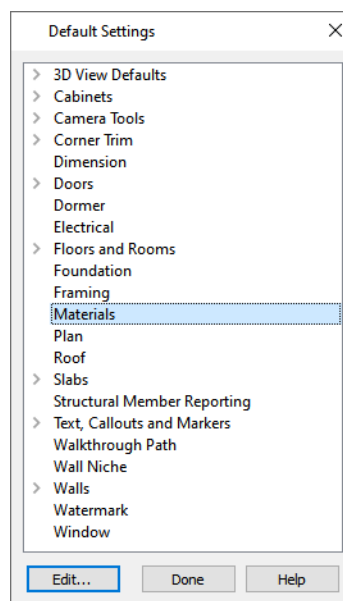 Default Settings
3D View Defaults
Cabinets
Camera Tools
Corner Trim
Dimension
Doors
Dormer
Electrical
Floors and Rooms
Foundation
Framing
Materials
Plan
Roof
Slabs
Structural Member Reporting
Text, Callouts and Markers
Walkthrough Path
Wall Niche
Walls
Watermark
Window
Edit... Done Help